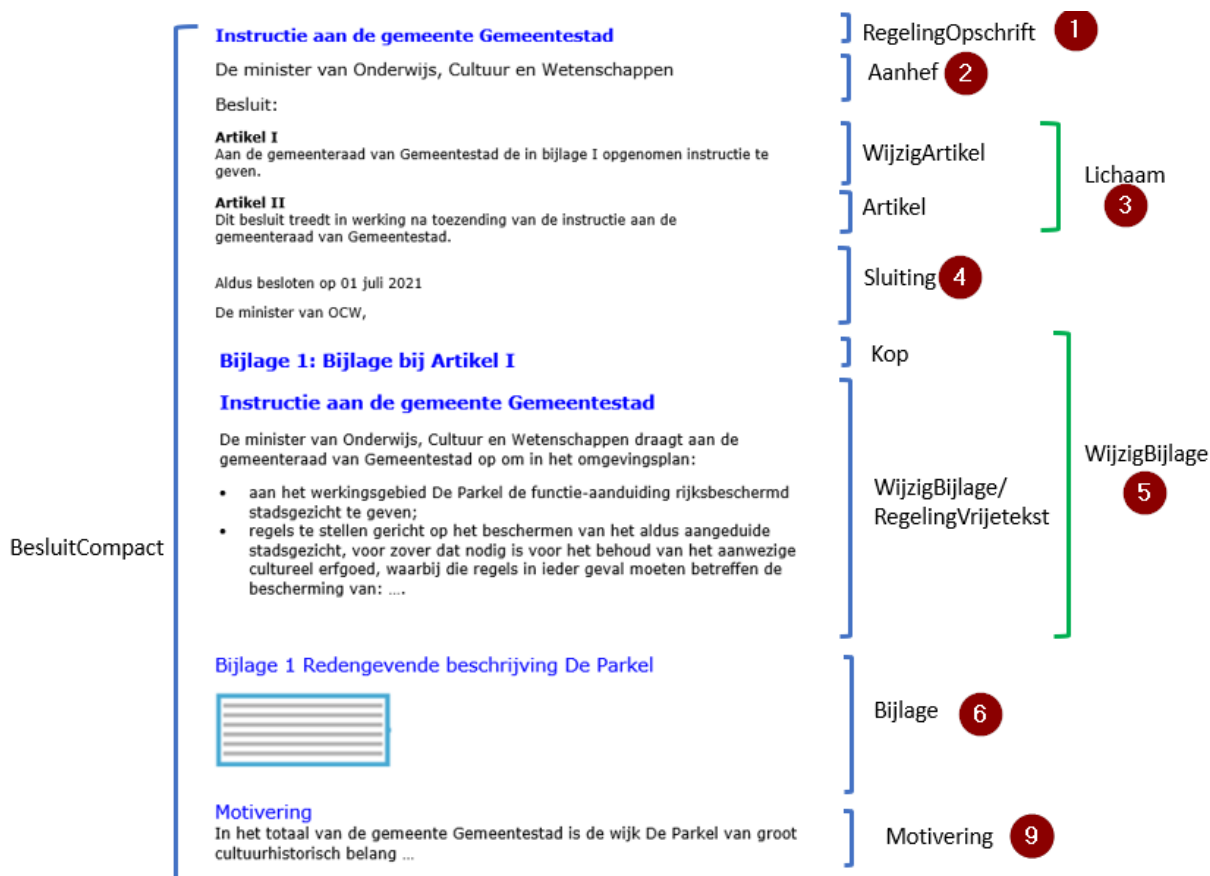 Instructie aan de gemeente Gemeentestad
RegelingOpschrift 1
De minister van Onderwijs, Cultuur en Wetenschappen
Aanhef 2
Besluit:
Artikel I
Aan de gemeenteraad van Gemeentestad de in bijlage I opgenomen instructie te
geven.
WijzigArtikel
Artikel II
Dit besluit treedt in werking na toezending van de instructie aan de
gemeenteraad van Gemeentestad.
Artikel
Lichaam
3
Aldus besloten op 01 juli 2021
De minister van OCW,
Sluiting 4
Bijlage 1: Bijlage bij Artikel I
Kop
Instructie aan de gemeente Gemeentestad
De minister van Onderwijs, Cultuur en Wetenschappen draagt aan de
gemeenteraad van Gemeentestad op om in het omgevingsplan:
• aan het werkingsgebied De Parkel de functie-aanduiding rijksbeschermd
stadsgezicht te geven;
• regels te stellen gericht op het beschermen van het aldus aangeduide
stadsgezicht, voor zover dat nodig is voor het behoud van het aanwezige
cultureel erfgoed, waarbij die regels in ieder geval moeten betreffen de
bescherming van: ....
WijzigBijlage/
RegelingVrijetekst
WijzigBijlage
5
BesluitCompact
Bijlage 1 Redengevende beschrijving De Parkel
Bijlage 6
Motivering
In het totaal van de gemeente Gemeentestad is de wijk De Parkel van groot
cultuurhistorisch belang ...
Motivering 9